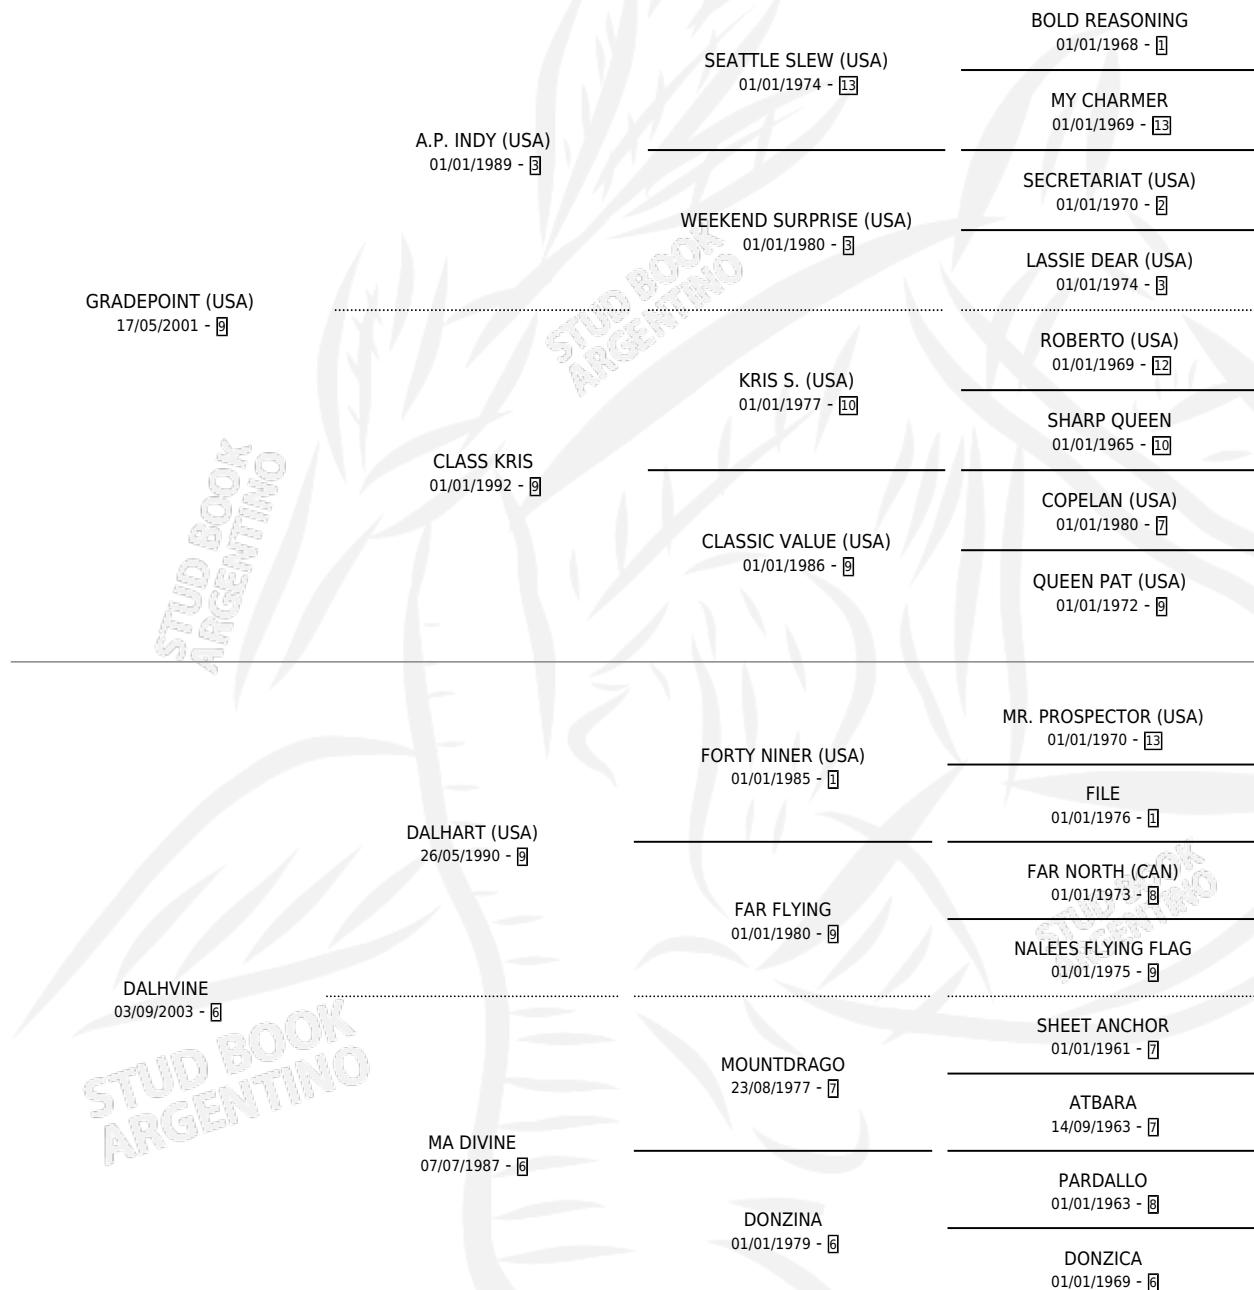 BOLD REASONING
01/01/1968 - 1
SEATTLE SLEW (USA)
01/01/1974 - 13
MY CHARMER
01/01/1969 - 13
A.P. INDY (USA)
01/01/1989 - 3
SECRETARIAT (USA)
01/01/1970 - 2
WEEKEND SURPRISE (USA)
01/01/1980 - 3
LASSIE DEAR (USA)
01/01/1974 - 3
GRADEPOINT (USA)
17/05/2001 - 9
STUD BOOK
ARGENTINO
ROBERTO (USA)
01/01/1969 - 12
KRIS S. (USA)
01/01/1977 - 10
SHARP QUEEN
01/01/1965 - 10
CLASS KRIS
01/01/1992 - 9
COPELAN (USA)
01/01/1980 - 7
CLASSIC VALUE (USA)
01/01/1986 - 9
QUEEN PAT (USA)
01/01/1972 - 9
STUD BOOK
ARGENTINO
MR. PROSPECTOR (USA)
01/01/1970 - 13
FORTY NINER (USA)
01/01/1985 - 1
FILE
01/01/1976 - 1
DALHART (USA)
26/05/1990 - 9
FAR NORTH (CAN)
01/01/1973 - 8
FAR FLYING
01/01/1980 - 9
STUD BOOK
ARGENTINO
NALEES FLYING FLAG
01/01/1975 - 9
DALHVINE
03/09/2003 - 6
SHEET ANCHOR
01/01/1961 - 7
MOUNTDRAGO
23/08/1977 - 7
ATBARA
14/09/1963 - 7
STUD BOOK
ARGENTINO
MA DIVINE
07/07/1987 - 6
PARDALLO
01/01/1963 - 8
DONZINA
01/01/1979 - 6
DONZICA
01/01/1969 - 6